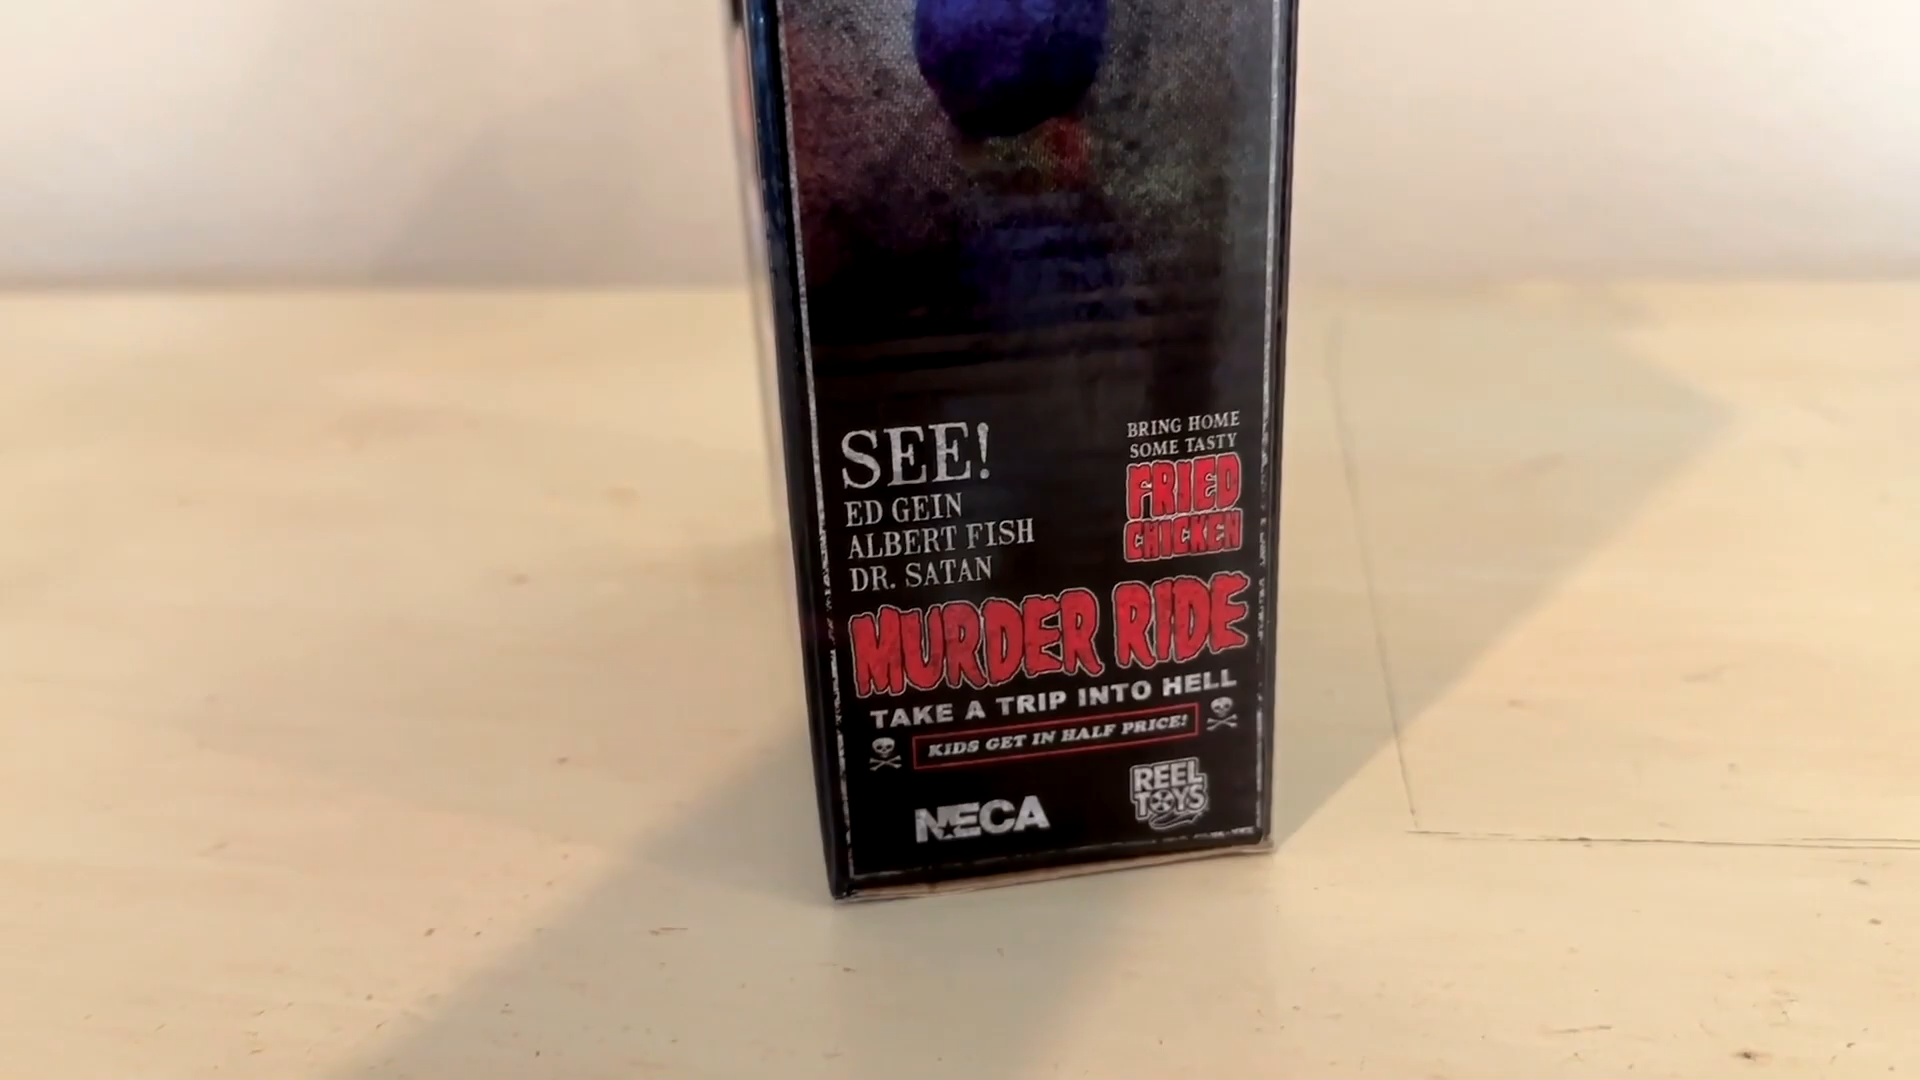 SEE!
ED GEIN
ALBERT FISH
DR. SATAN
BRING HOME
SOME TASTY
FRIED
CHICKEN
MURDER RIDE
TAKE A TRIP INTO HELL
KIDS GET IN HALF PRICE!
NECA
REEL
TOYS